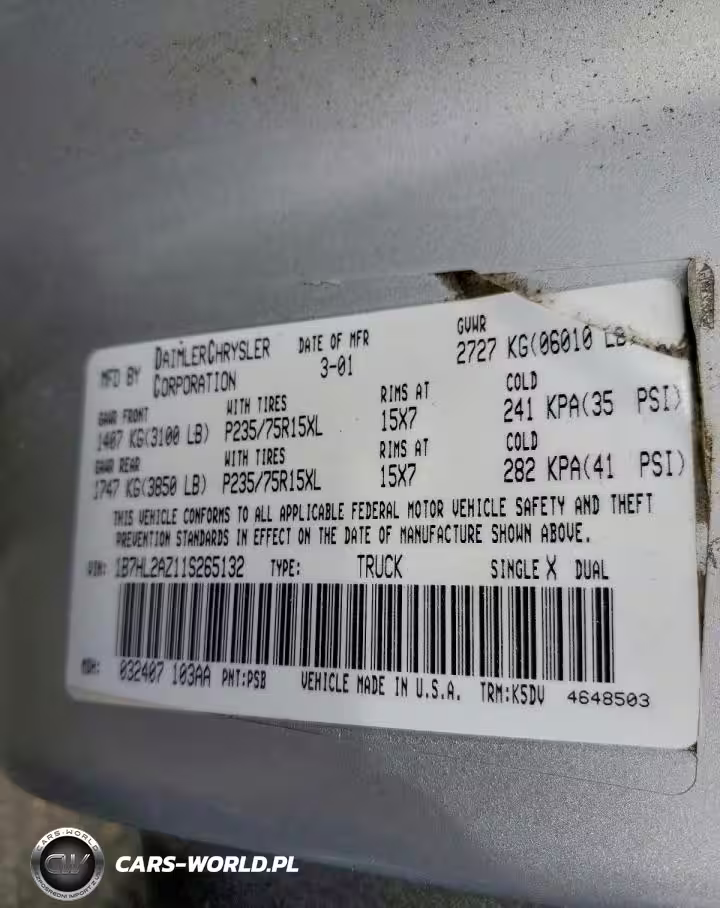 MFD BY DAIMLERCHRYSLER CORPORATION
DATE OF MFR 3-01
GVWR 2727 KG(06010 LB)
GAWR FRONT WITH TIRES RIMS AT COLD
1407 KG(3100 LB) P235/75R15XL 15X7 241 KPA(35 PSI)
GAWR REAR WITH TIRES RIMS AT COLD
1747 KG(3850 LB) P235/75R15XL 15X7 282 KPA(41 PSI)
THIS VEHICLE CONFORMS TO ALL APPLICABLE FEDERAL MOTOR VEHICLE SAFETY AND THEFT
PREVENTION STANDARDS IN EFFECT ON THE DATE OF MANUFACTURE SHOWN ABOVE.
VIN: 1B7HL2AZ11S265132 TYPE: TRUCK SINGLE X DUAL
MDH: 032407 103AA PNT:PSB VEHICLE MADE IN U.S.A. TRM:K5DV 4648503
CARS-WORLD
CW
CARS-WORLD.PL